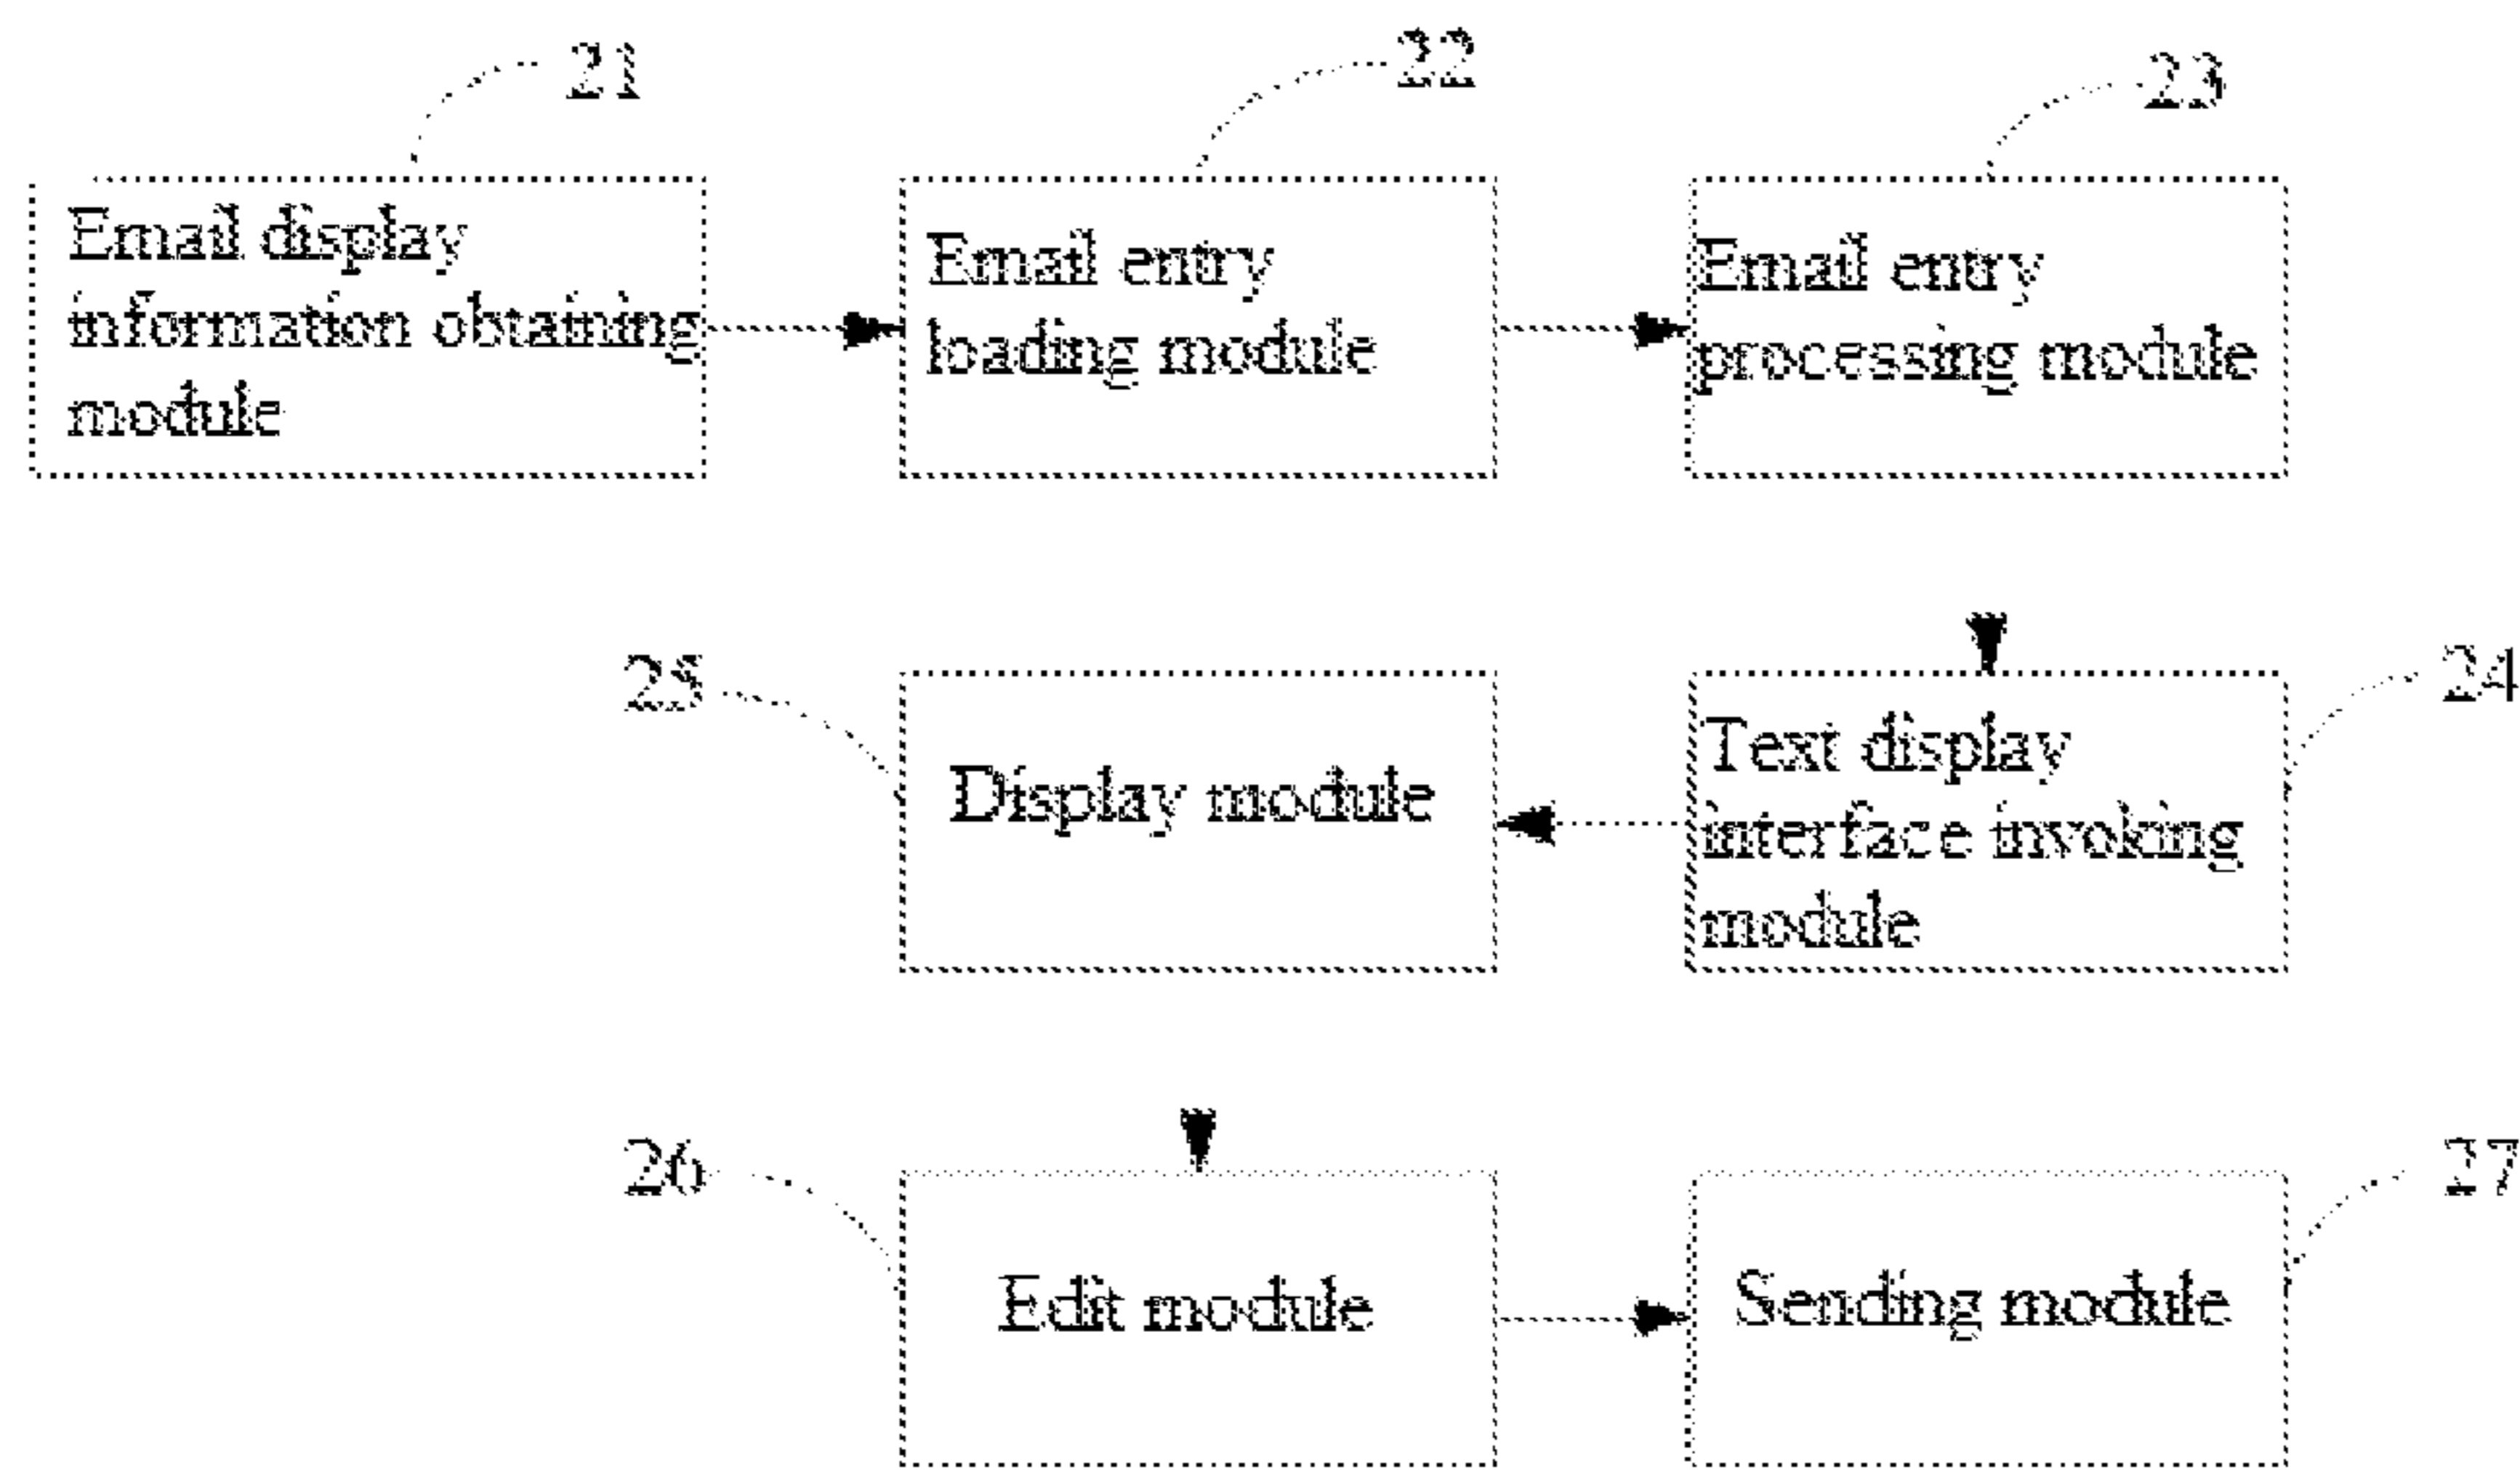 21
22
23
Email display
information obtaining
module
Email entry
loading module
Email entry
processing module
25
24
Display module
Text display
interface invoking
module
26
27
Edit module
Sending module